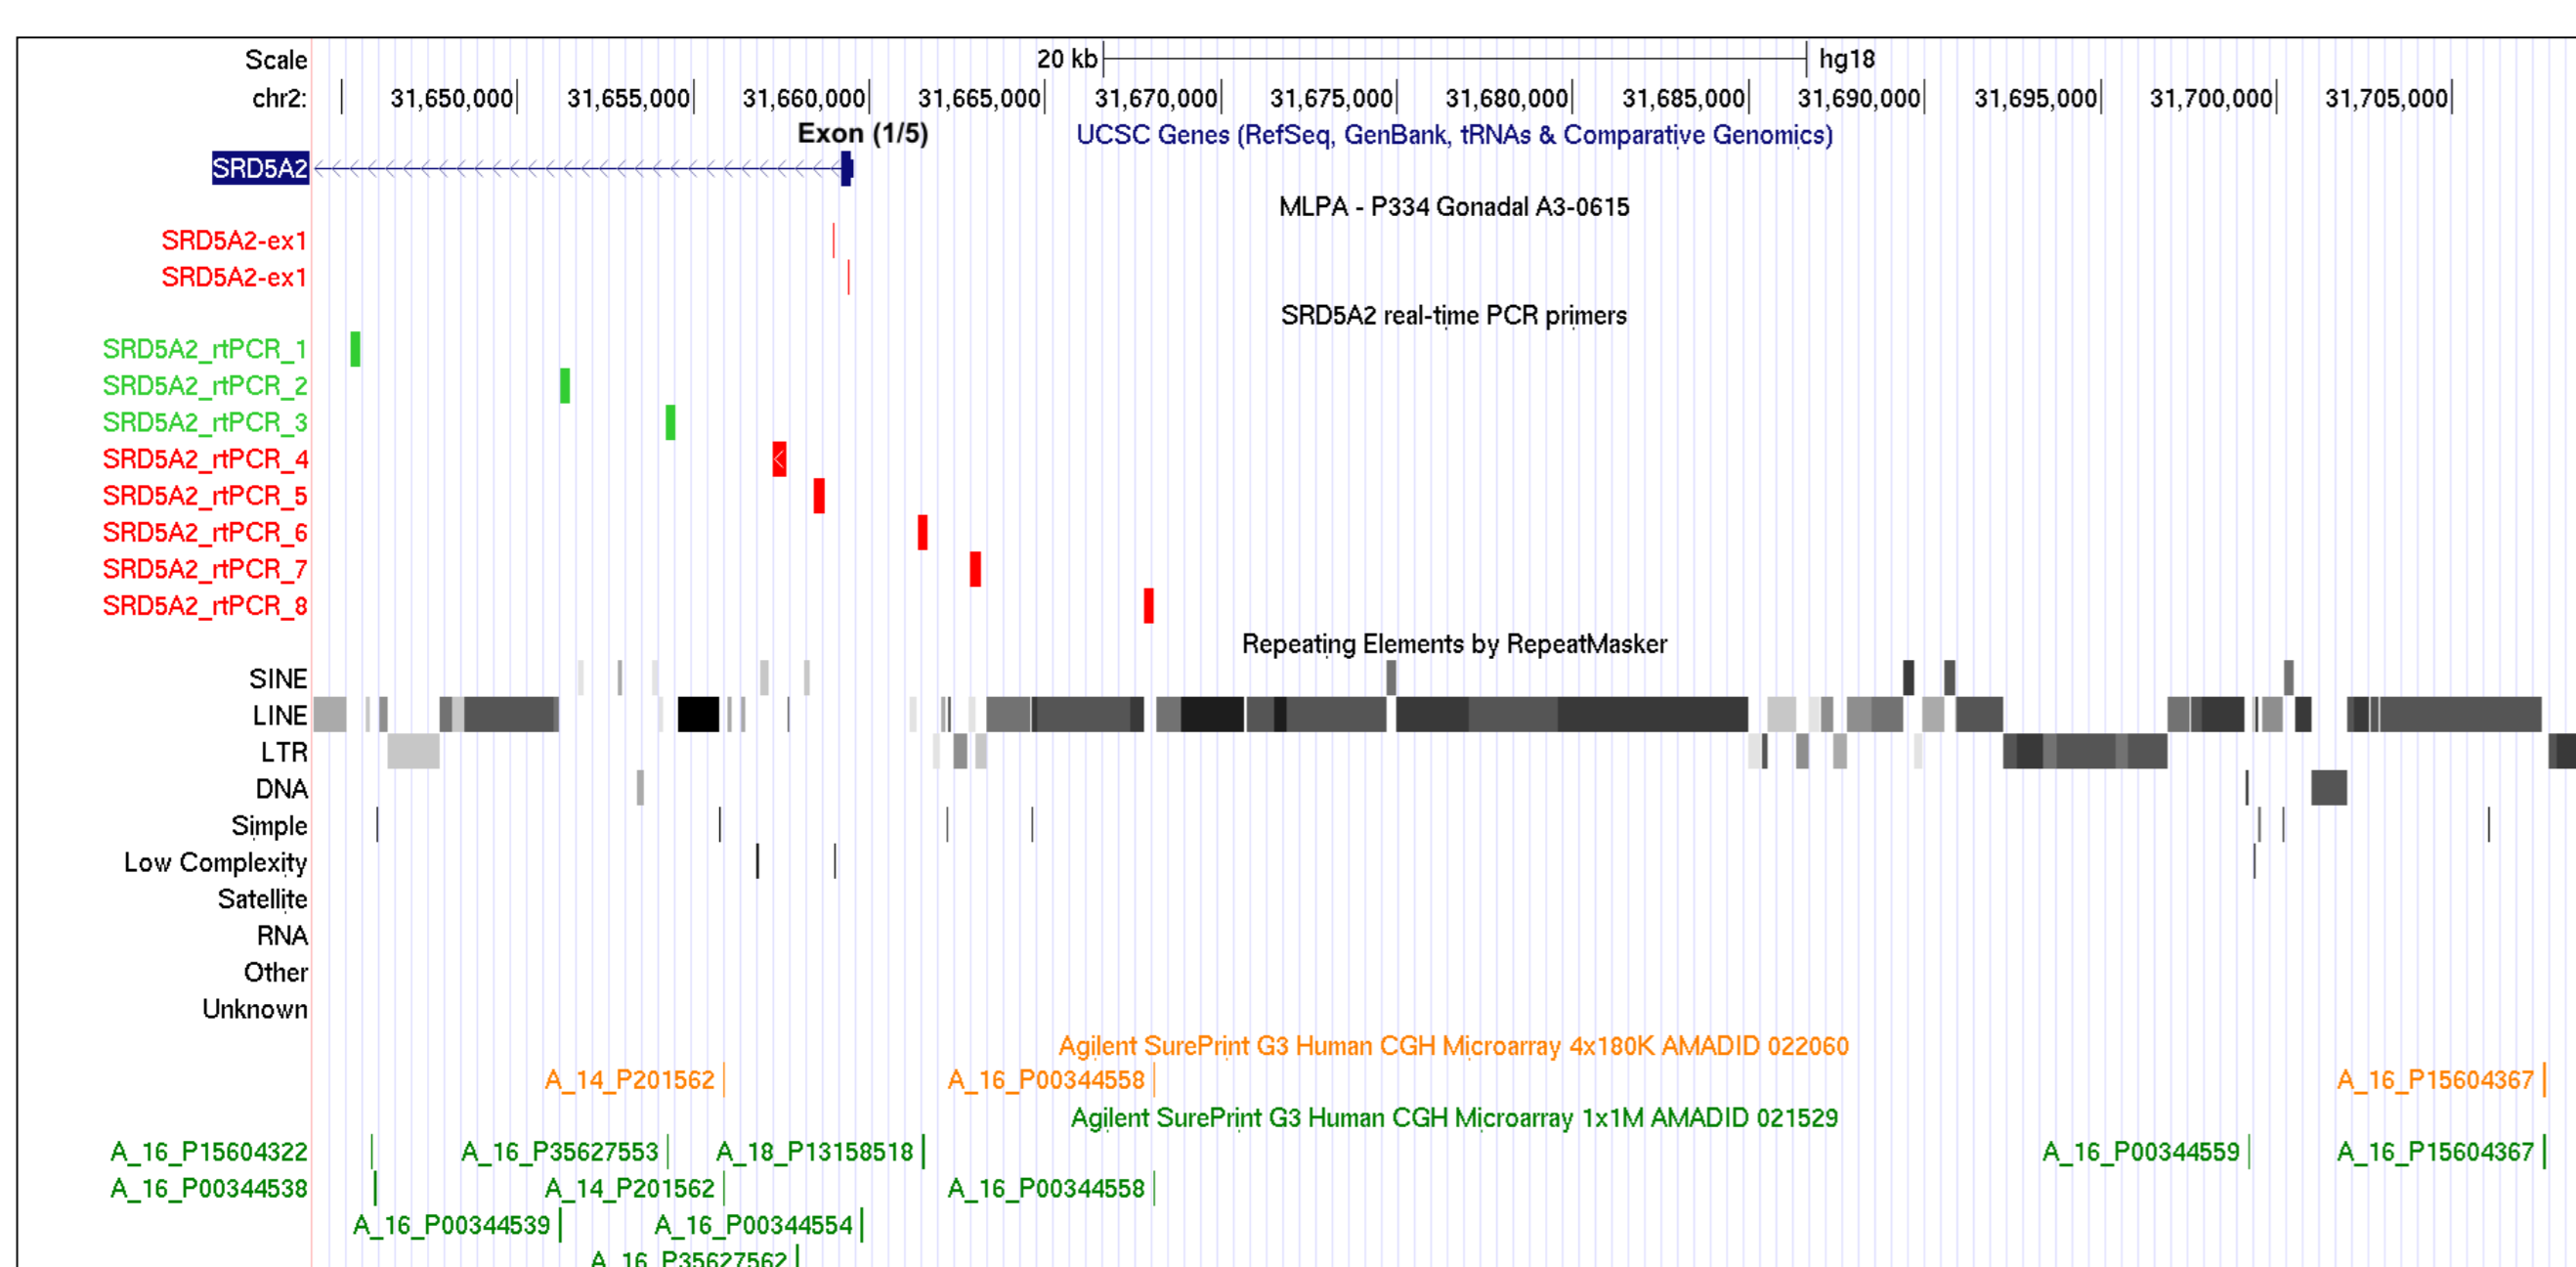 Scale 20 kb hg18
chr2: 31,650,000 31,655,000 31,660,000 31,665,000 31,670,000 31,675,000 31,680,000 31,685,000 31,690,000 31,695,000 31,700,000 31,705,000
Exon (1/5) UCSC Genes (RefSeq, GenBank, tRNAs & Comparative Genomics)
SRD5A2
MLPA - P334 Gonadal A3-0615
SRD5A2-ex1
SRD5A2-ex1
SRD5A2 real-time PCR primers
SRD5A2_rtPCR_1
SRD5A2_rtPCR_2
SRD5A2_rtPCR_3
SRD5A2_rtPCR_4
SRD5A2_rtPCR_5
SRD5A2_rtPCR_6
SRD5A2_rtPCR_7
SRD5A2_rtPCR_8
Repeating Elements by RepeatMasker
SINE
LINE
LTR
DNA
Simple
Low Complexity
Satellite
RNA
Other
Unknown
Agilent SurePrint G3 Human CGH Microarray 4x180K AMADID 022060
A_14_P201562 A_16_P00344558 A_16_P15604367
Agilent SurePrint G3 Human CGH Microarray 1x1M AMADID 021529
A_16_P15604322 A_16_P35627553 A_18_P13158518 A_16_P00344559 A_16_P15604367
A_16_P00344538 A_14_P201562 A_16_P00344558
A_16_P00344539 A_16_P00344554
A_16_P35627562